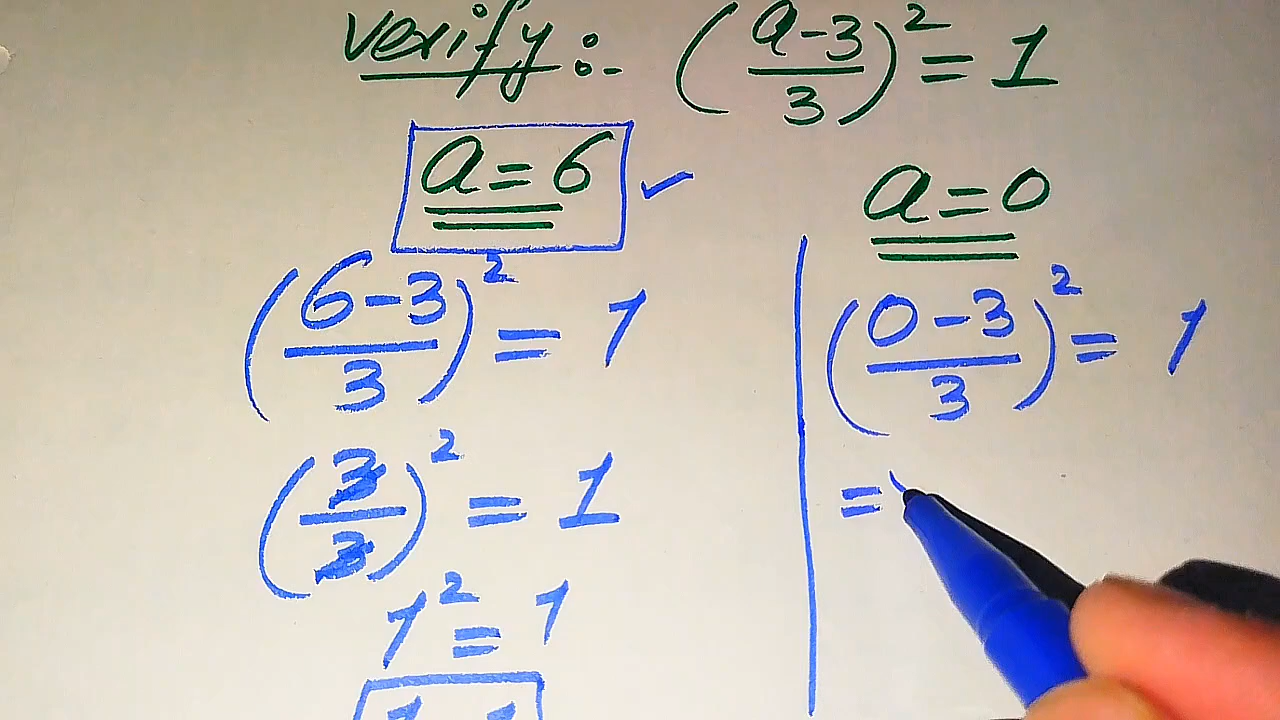 verify:- (a-3/3)² = 1
a = 6 ✓
(6-3/3)² = 1
(3/3)² = 1
1² = 1
a = 0
(0-3/3)² = 1
=